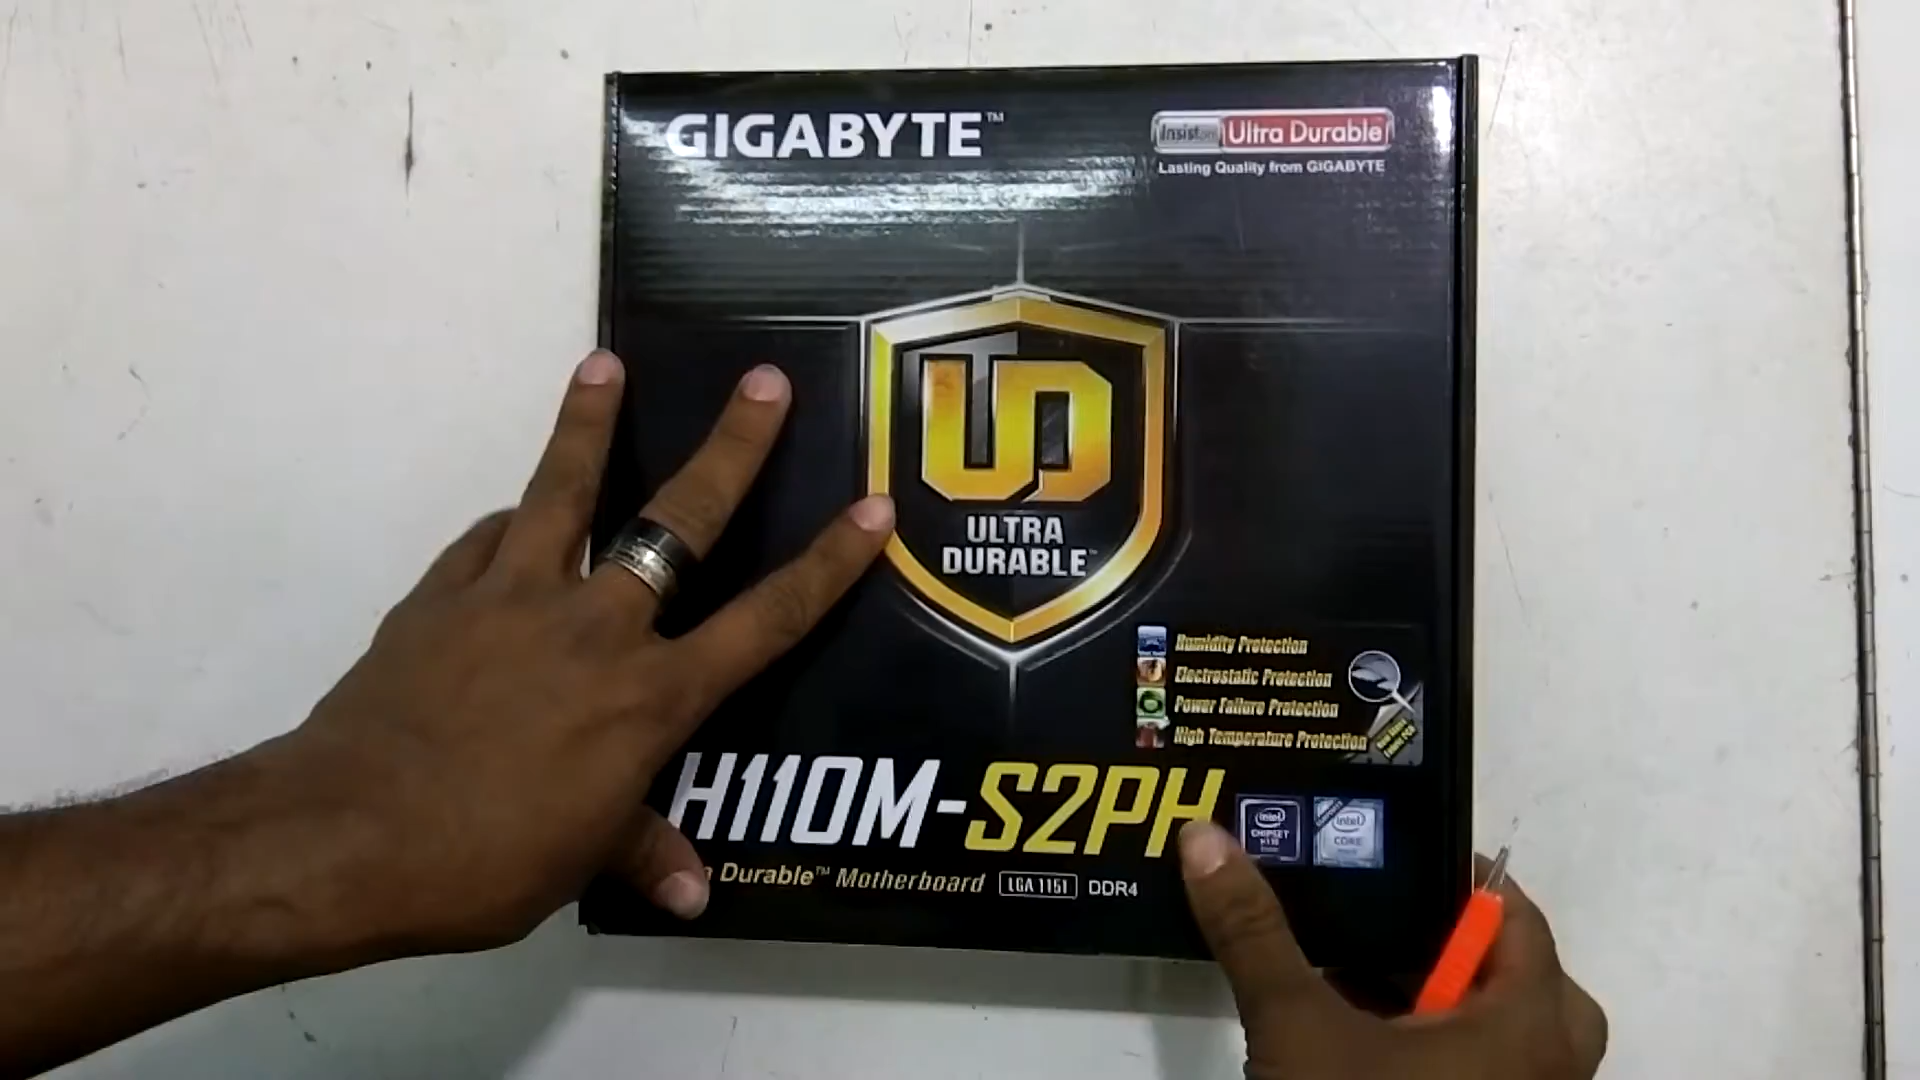 GIGABYTE™
Insist on Ultra Durable
Lasting Quality from GIGABYTE
UD
ULTRA
DURABLE™
Humidity Protection
Electrostatic Protection
Power Failure Protection
High Temperature Protection
H110M-S2PH
Durable™ Motherboard LGA 1151 DDR4
intel
CHIPSET
H110
intel
CORE